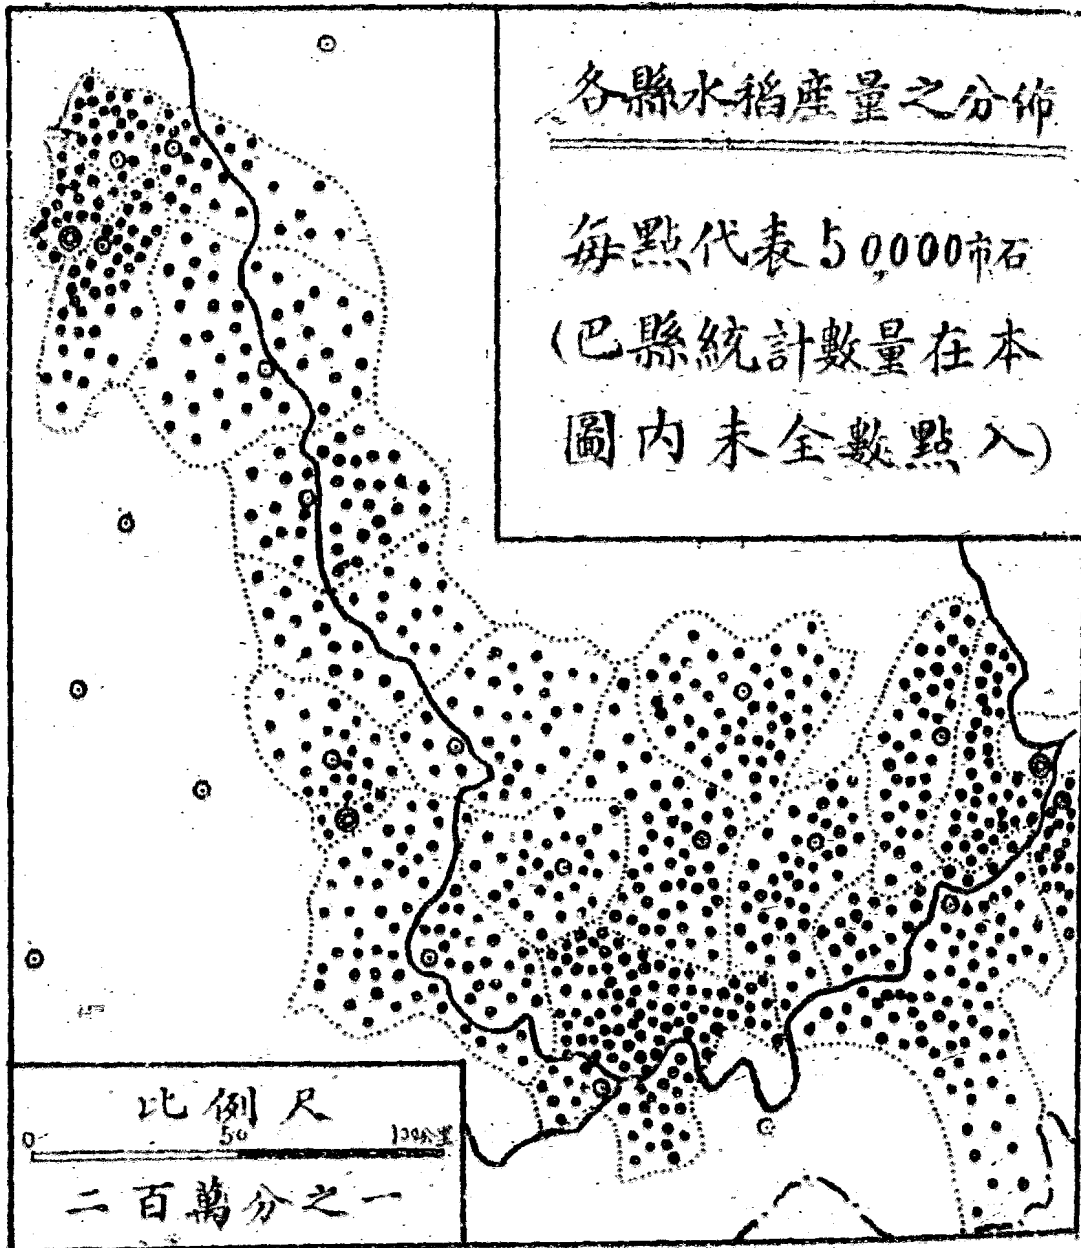 各縣水稻產量之分佈
每點代表50000市石
(巴縣統計數量在本
圖内未全數點入)
比例尺
0 50 100公里
二百萬分之一